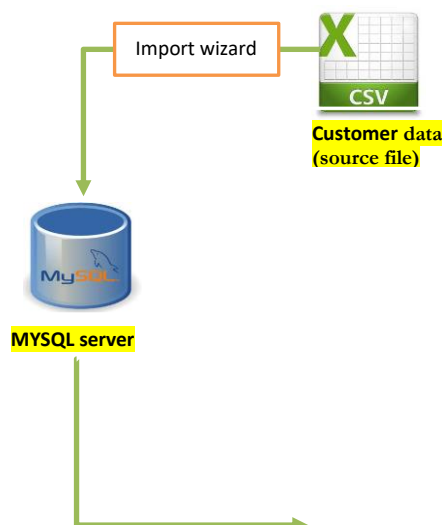 Import wizard
X
CSV
Customer data
(source file)
MySQL
MYSQL server